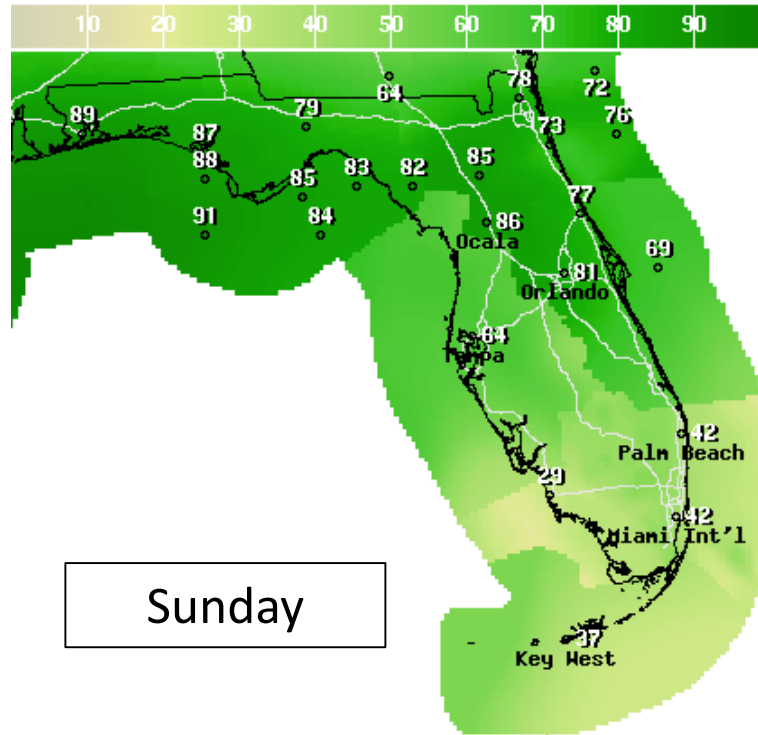 10 20 30 40 50 60 70 80 90
64 78 72
89 79 76
87 73
88 85 83 82 85
91 84 86 77
Ocala
81 69
Orlando
64
Tampa
42
Palm Beach
29
42
Miami Int'l
Sunday
37
Key West